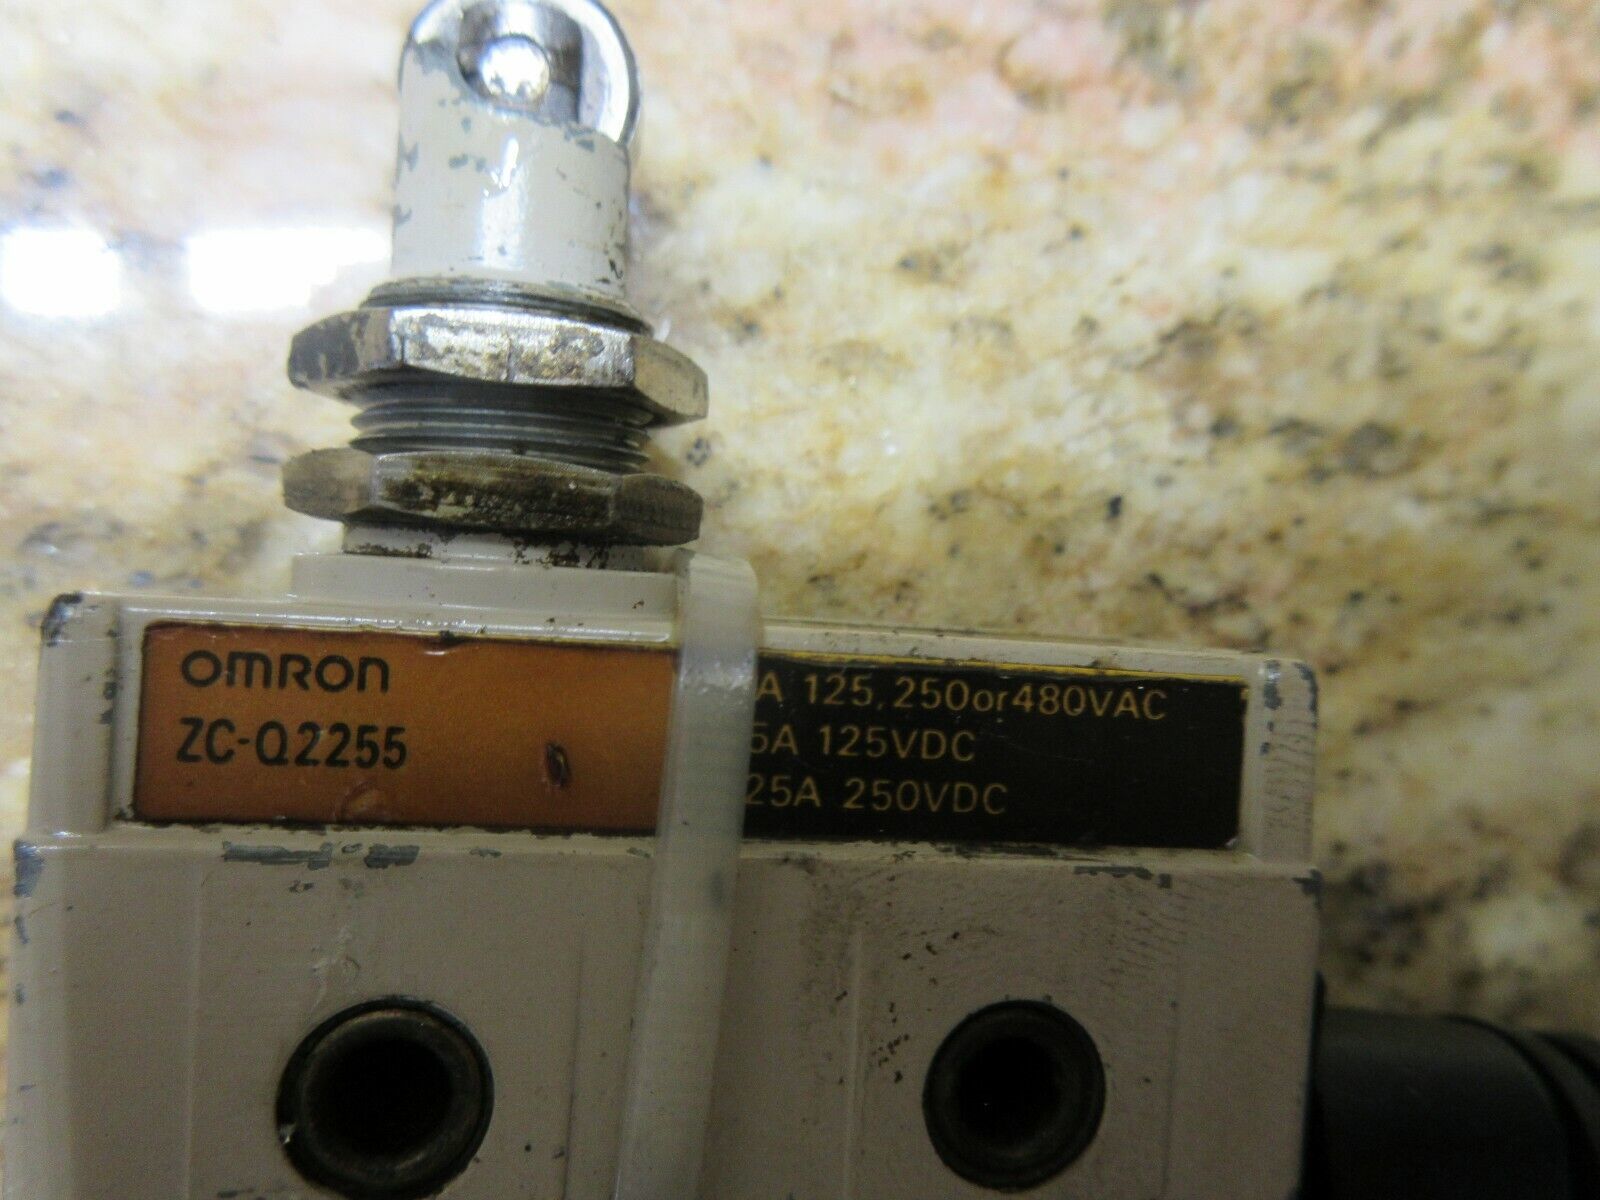 OMRON
ZC-Q2255
A 125,250or480VAC
5A 125VDC
25A 250VDC